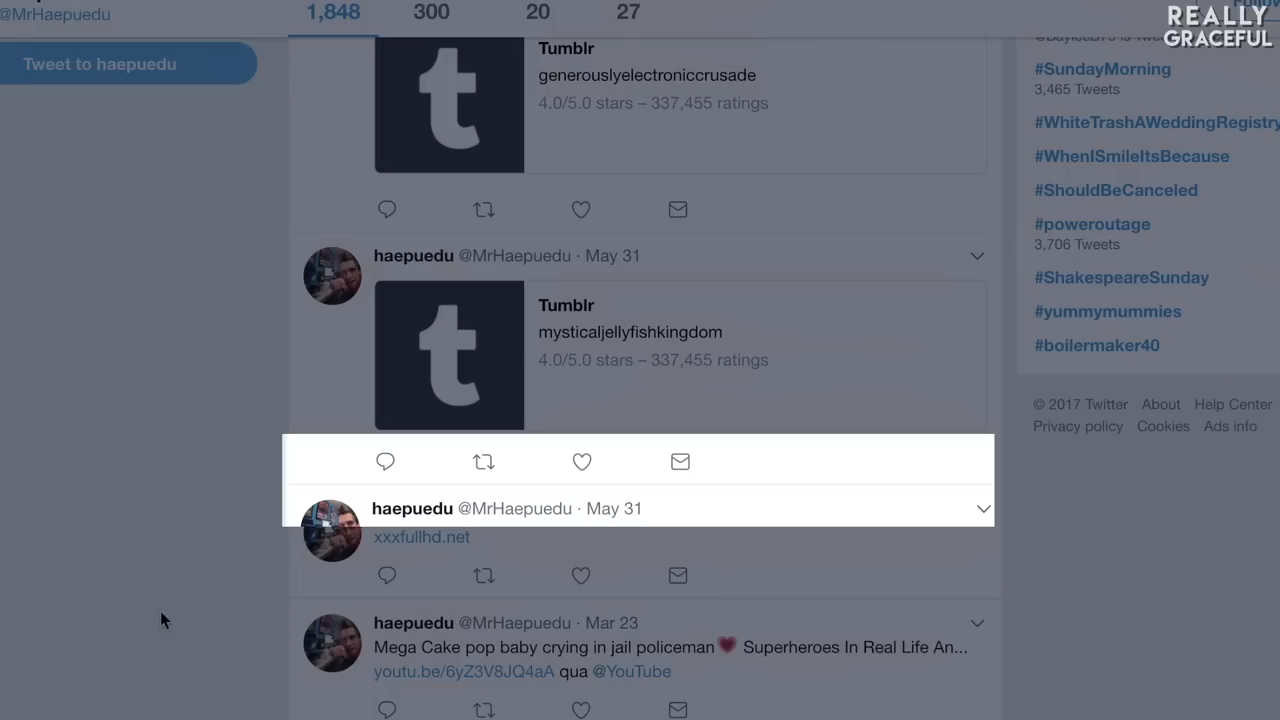 @MrHaepuedu
1,848 300 20 27
REALLY
GRACEFUL
Tweet to haepuedu
Tumblr
generouslyelectroniccrusade
4.0/5.0 stars – 337,455 ratings
haepuedu @MrHaepuedu · May 31
Tumblr
mysticaljellyfishkingdom
4.0/5.0 stars – 337,455 ratings
haepuedu @MrHaepuedu · May 31
xxxfullhd.net
haepuedu @MrHaepuedu · Mar 23
Mega Cake pop baby crying in jail policeman💗 Superheroes In Real Life An...
youtu.be/6yZ3V8JQ4aA qua @YouTube
#SundayMorning
3,465 Tweets
#WhiteTrashAWeddingRegistry
#WhenISmileItsBecause
#ShouldBeCanceled
#poweroutage
3,706 Tweets
#ShakespeareSunday
#yummymummies
#boilermaker40
© 2017 Twitter About Help Center
Privacy policy Cookies Ads info